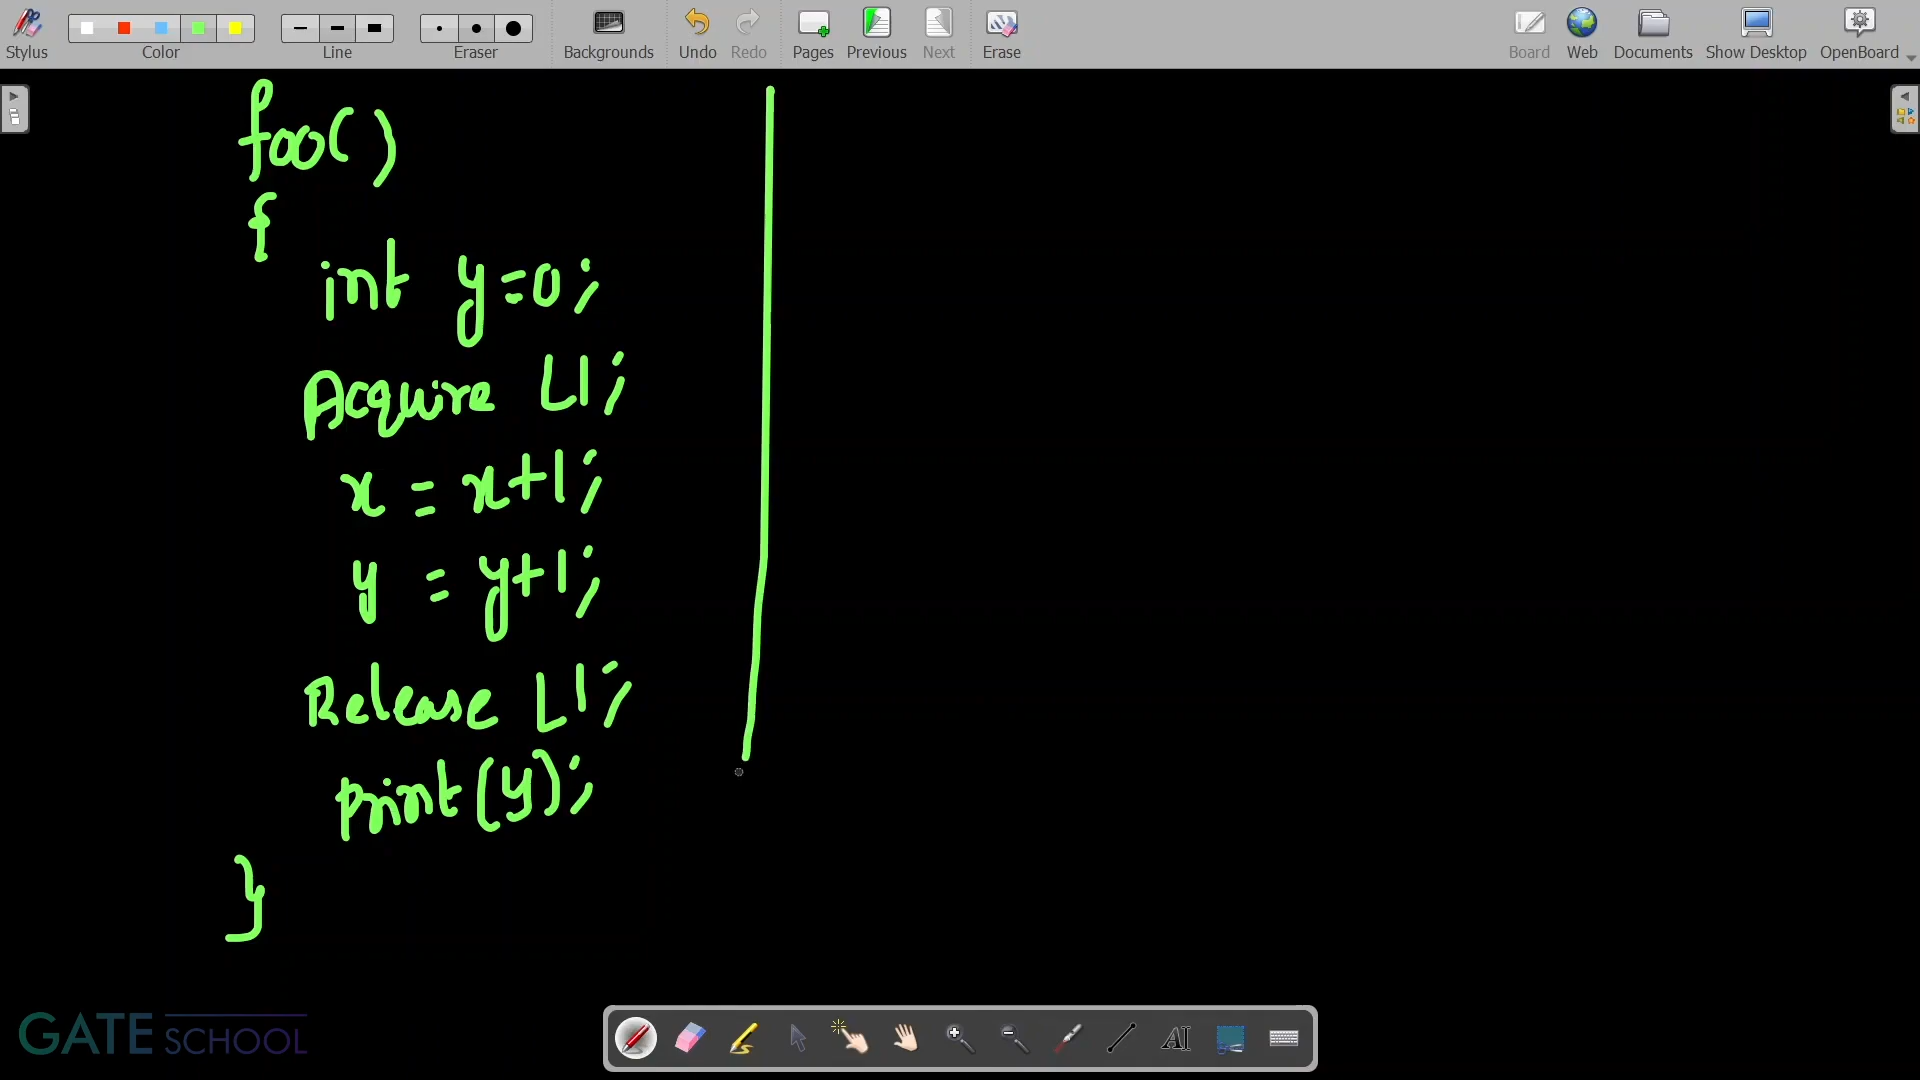 Stylus Color Line Eraser Backgrounds Undo Redo Pages Previous Next Erase Board Web Documents Show Desktop OpenBoard
foo()
{
int y=0;
Acquire L1;
x = x+1;
y = y+1;
Release L1;
print(y);
}
GATE SCHOOL
AI